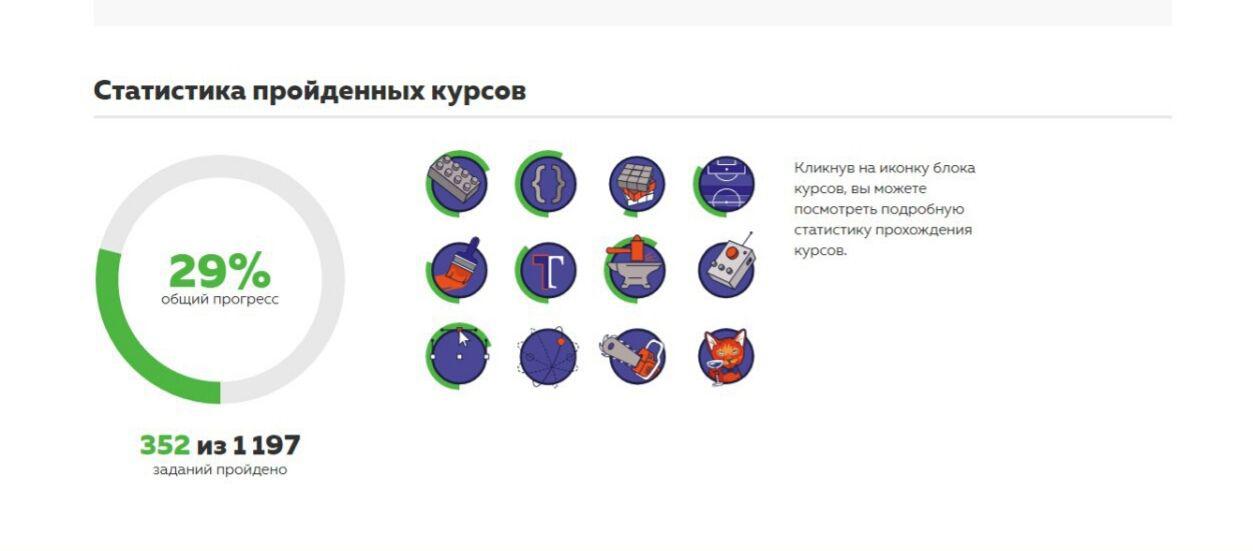 Статистика пройденных курсов
29%
общий прогресс
352 из 1 197
заданий пройдено
{ }
T
Кликнув на иконку блока
курсов, вы можете
посмотреть подробную
статистику прохождения
курсов.